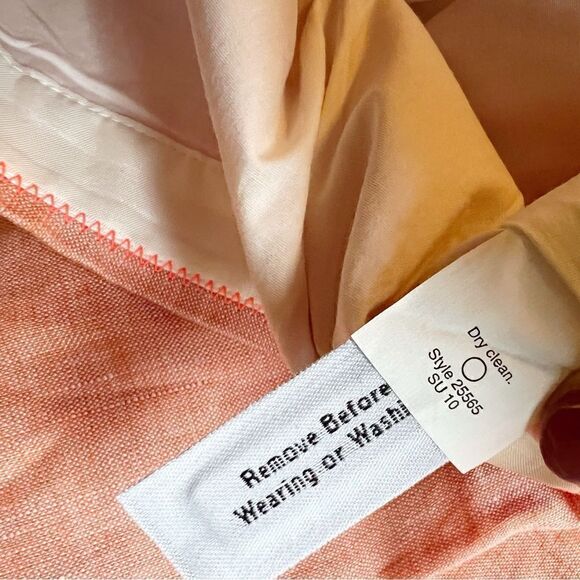 Dry clean.
Style 25565
SU 10
Remove Before
Wearing or Washi